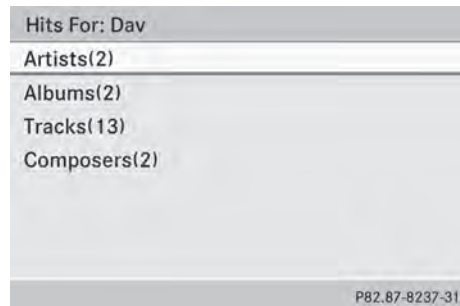 Hits For: Dav
Artists(2)
Albums(2)
Tracks(13)
Composers(2)
P82.87-8237-31